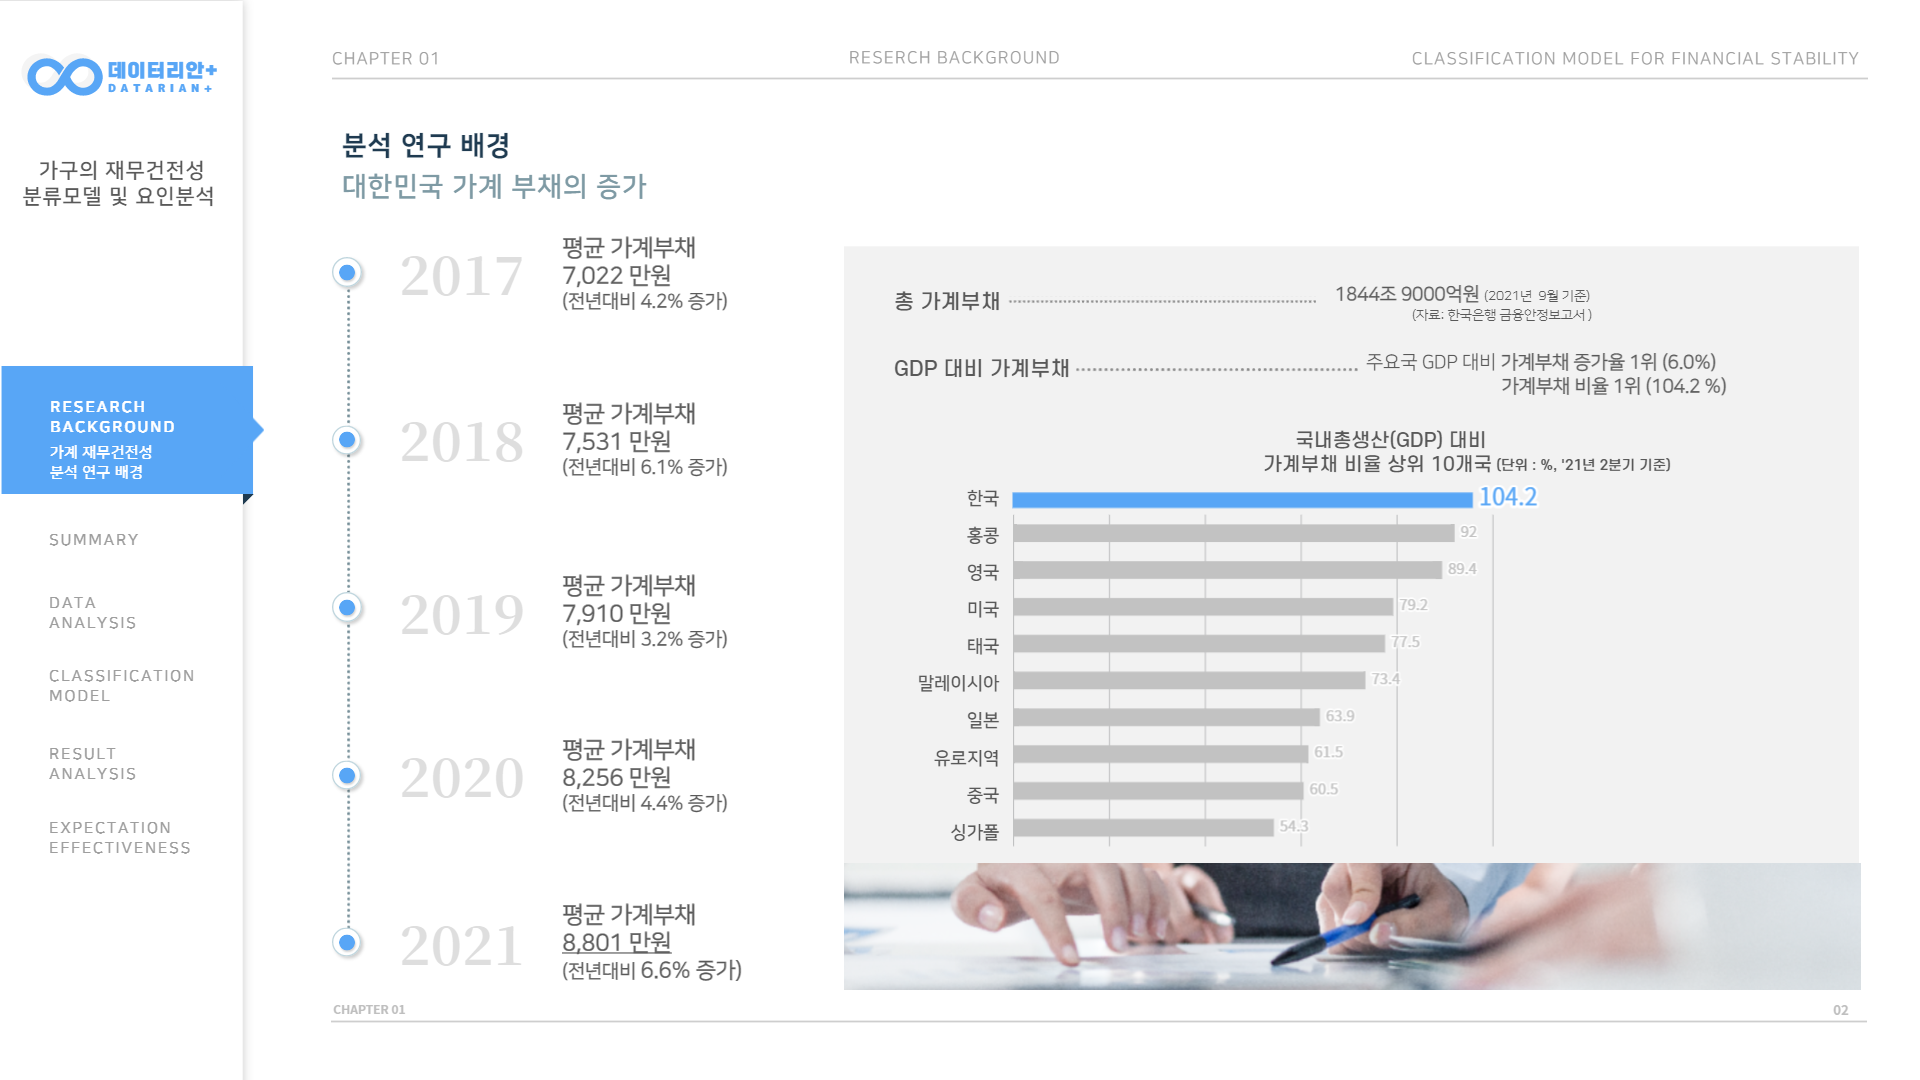 데이터리안+
DATARIAN+
가구의 재무건전성
분류모델 및 요인분석
RESEARCH
BACKGROUND
가계 재무건전성
분석 연구 배경
SUMMARY
DATA
ANALYSIS
CLASSIFICATION
MODEL
RESULT
ANALYSIS
EXPECTATION
EFFECTIVENESS
CHAPTER 01
RESERCH BACKGROUND
CLASSIFICATION MODEL FOR FINANCIAL STABILITY
분석 연구 배경
대한민국 가계 부채의 증가
2017
평균 가계부채
7,022 만원
(전년대비 4.2% 증가)
2018
평균 가계부채
7,531 만원
(전년대비 6.1% 증가)
2019
평균 가계부채
7,910 만원
(전년대비 3.2% 증가)
2020
평균 가계부채
8,256 만원
(전년대비 4.4% 증가)
2021
평균 가계부채
8,801 만원
(전년대비 6.6% 증가)
총 가계부채
1844조 9000억원 (2021년 9월 기준)
(자료: 한국은행 금융안정보고서 )
GDP 대비 가계부채
주요국 GDP 대비 가계부채 증가율 1위 (6.0%)
가계부채 비율 1위 (104.2 %)
국내총생산(GDP) 대비
가계부채 비율 상위 10개국 (단위 : %, '21년 2분기 기준)
한국 104.2
홍콩 92
영국 89.4
미국 79.2
태국 77.5
말레이시아 73.4
일본 63.9
유로지역 61.5
중국 60.5
싱가폴 54.3
CHAPTER 01
02